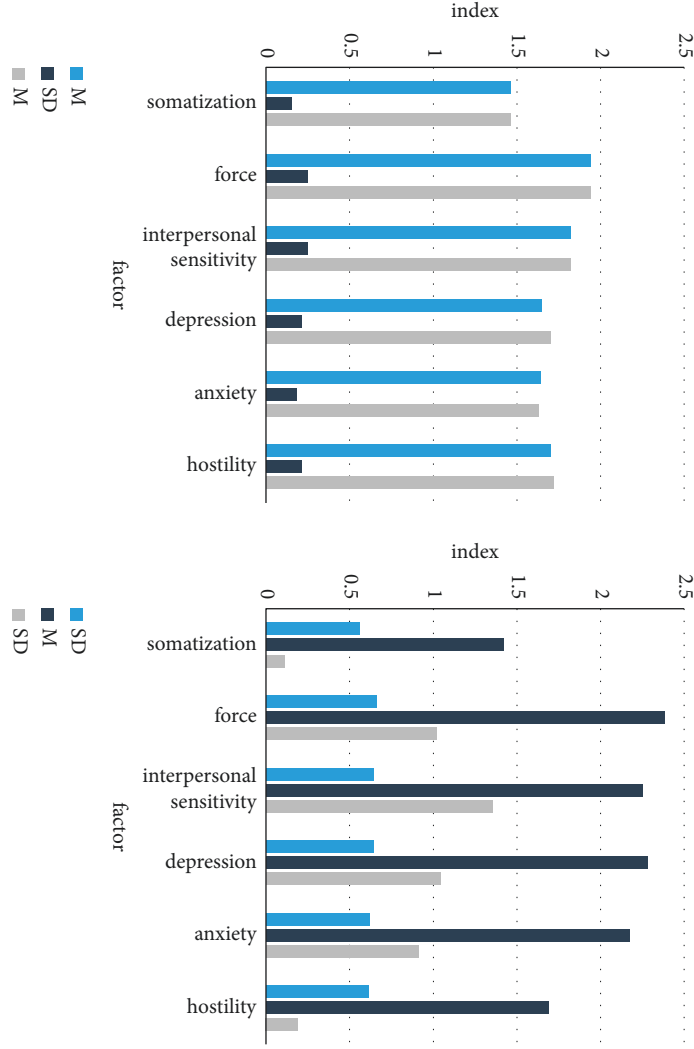 index
0
0.5
1
1.5
2
2.5
somatization
force
interpersonal
sensitivity
depression
anxiety
hostility
factor
M
SD
M
index
0
0.5
1
1.5
2
2.5
somatization
force
interpersonal
sensitivity
depression
anxiety
hostility
factor
SD
M
SD